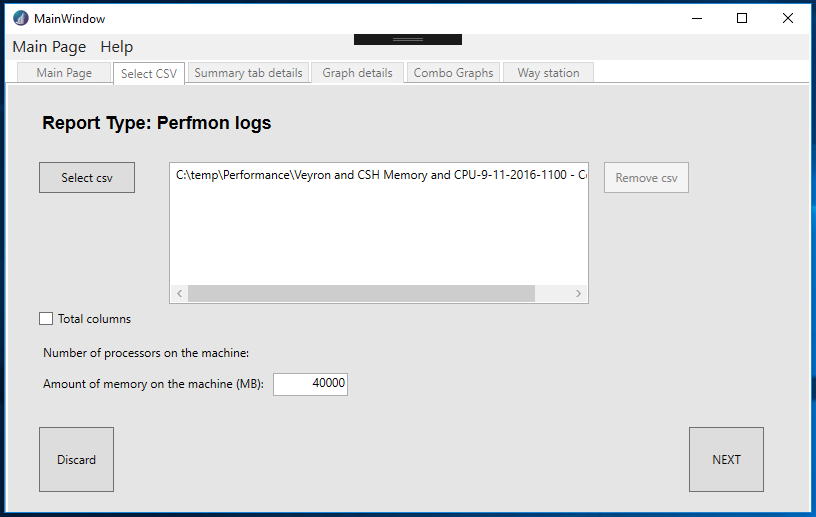 MainWindow
Main Page Help
Main Page Select CSV Summary tab details Graph details Combo Graphs Way station
Report Type: Perfmon logs
Select csv C:\temp\Performance\Veyron and CSH Memory and CPU-9-11-2016-1100 - Remove csv
Total columns
Number of processors on the machine:
Amount of memory on the machine (MB): 40000
Discard NEXT